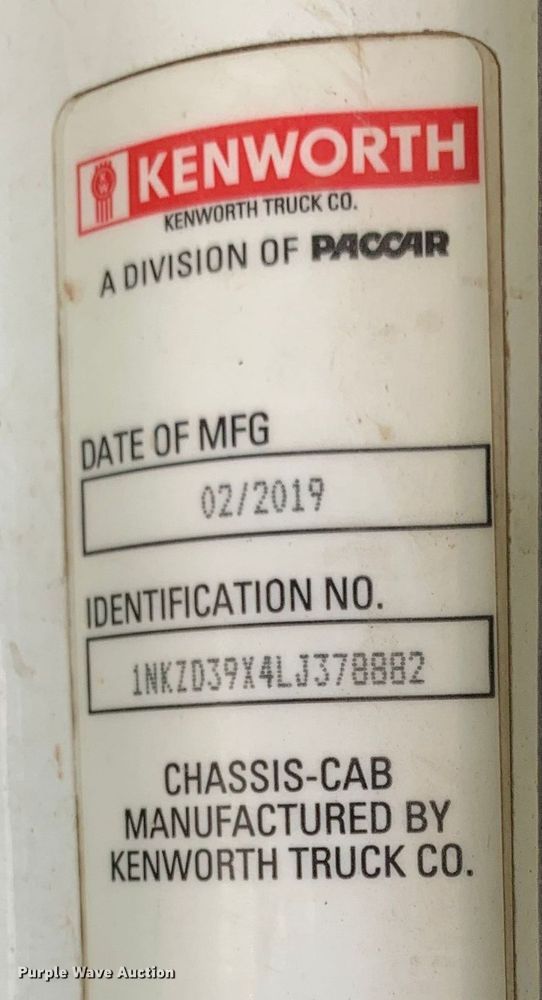 KENWORTH
KENWORTH TRUCK CO.
A DIVISION OF PACCAR
DATE OF MFG
02/2019
IDENTIFICATION NO.
1NKZD39X4LJ378882
CHASSIS-CAB
MANUFACTURED BY
KENWORTH TRUCK CO.
Purple Wave Auction